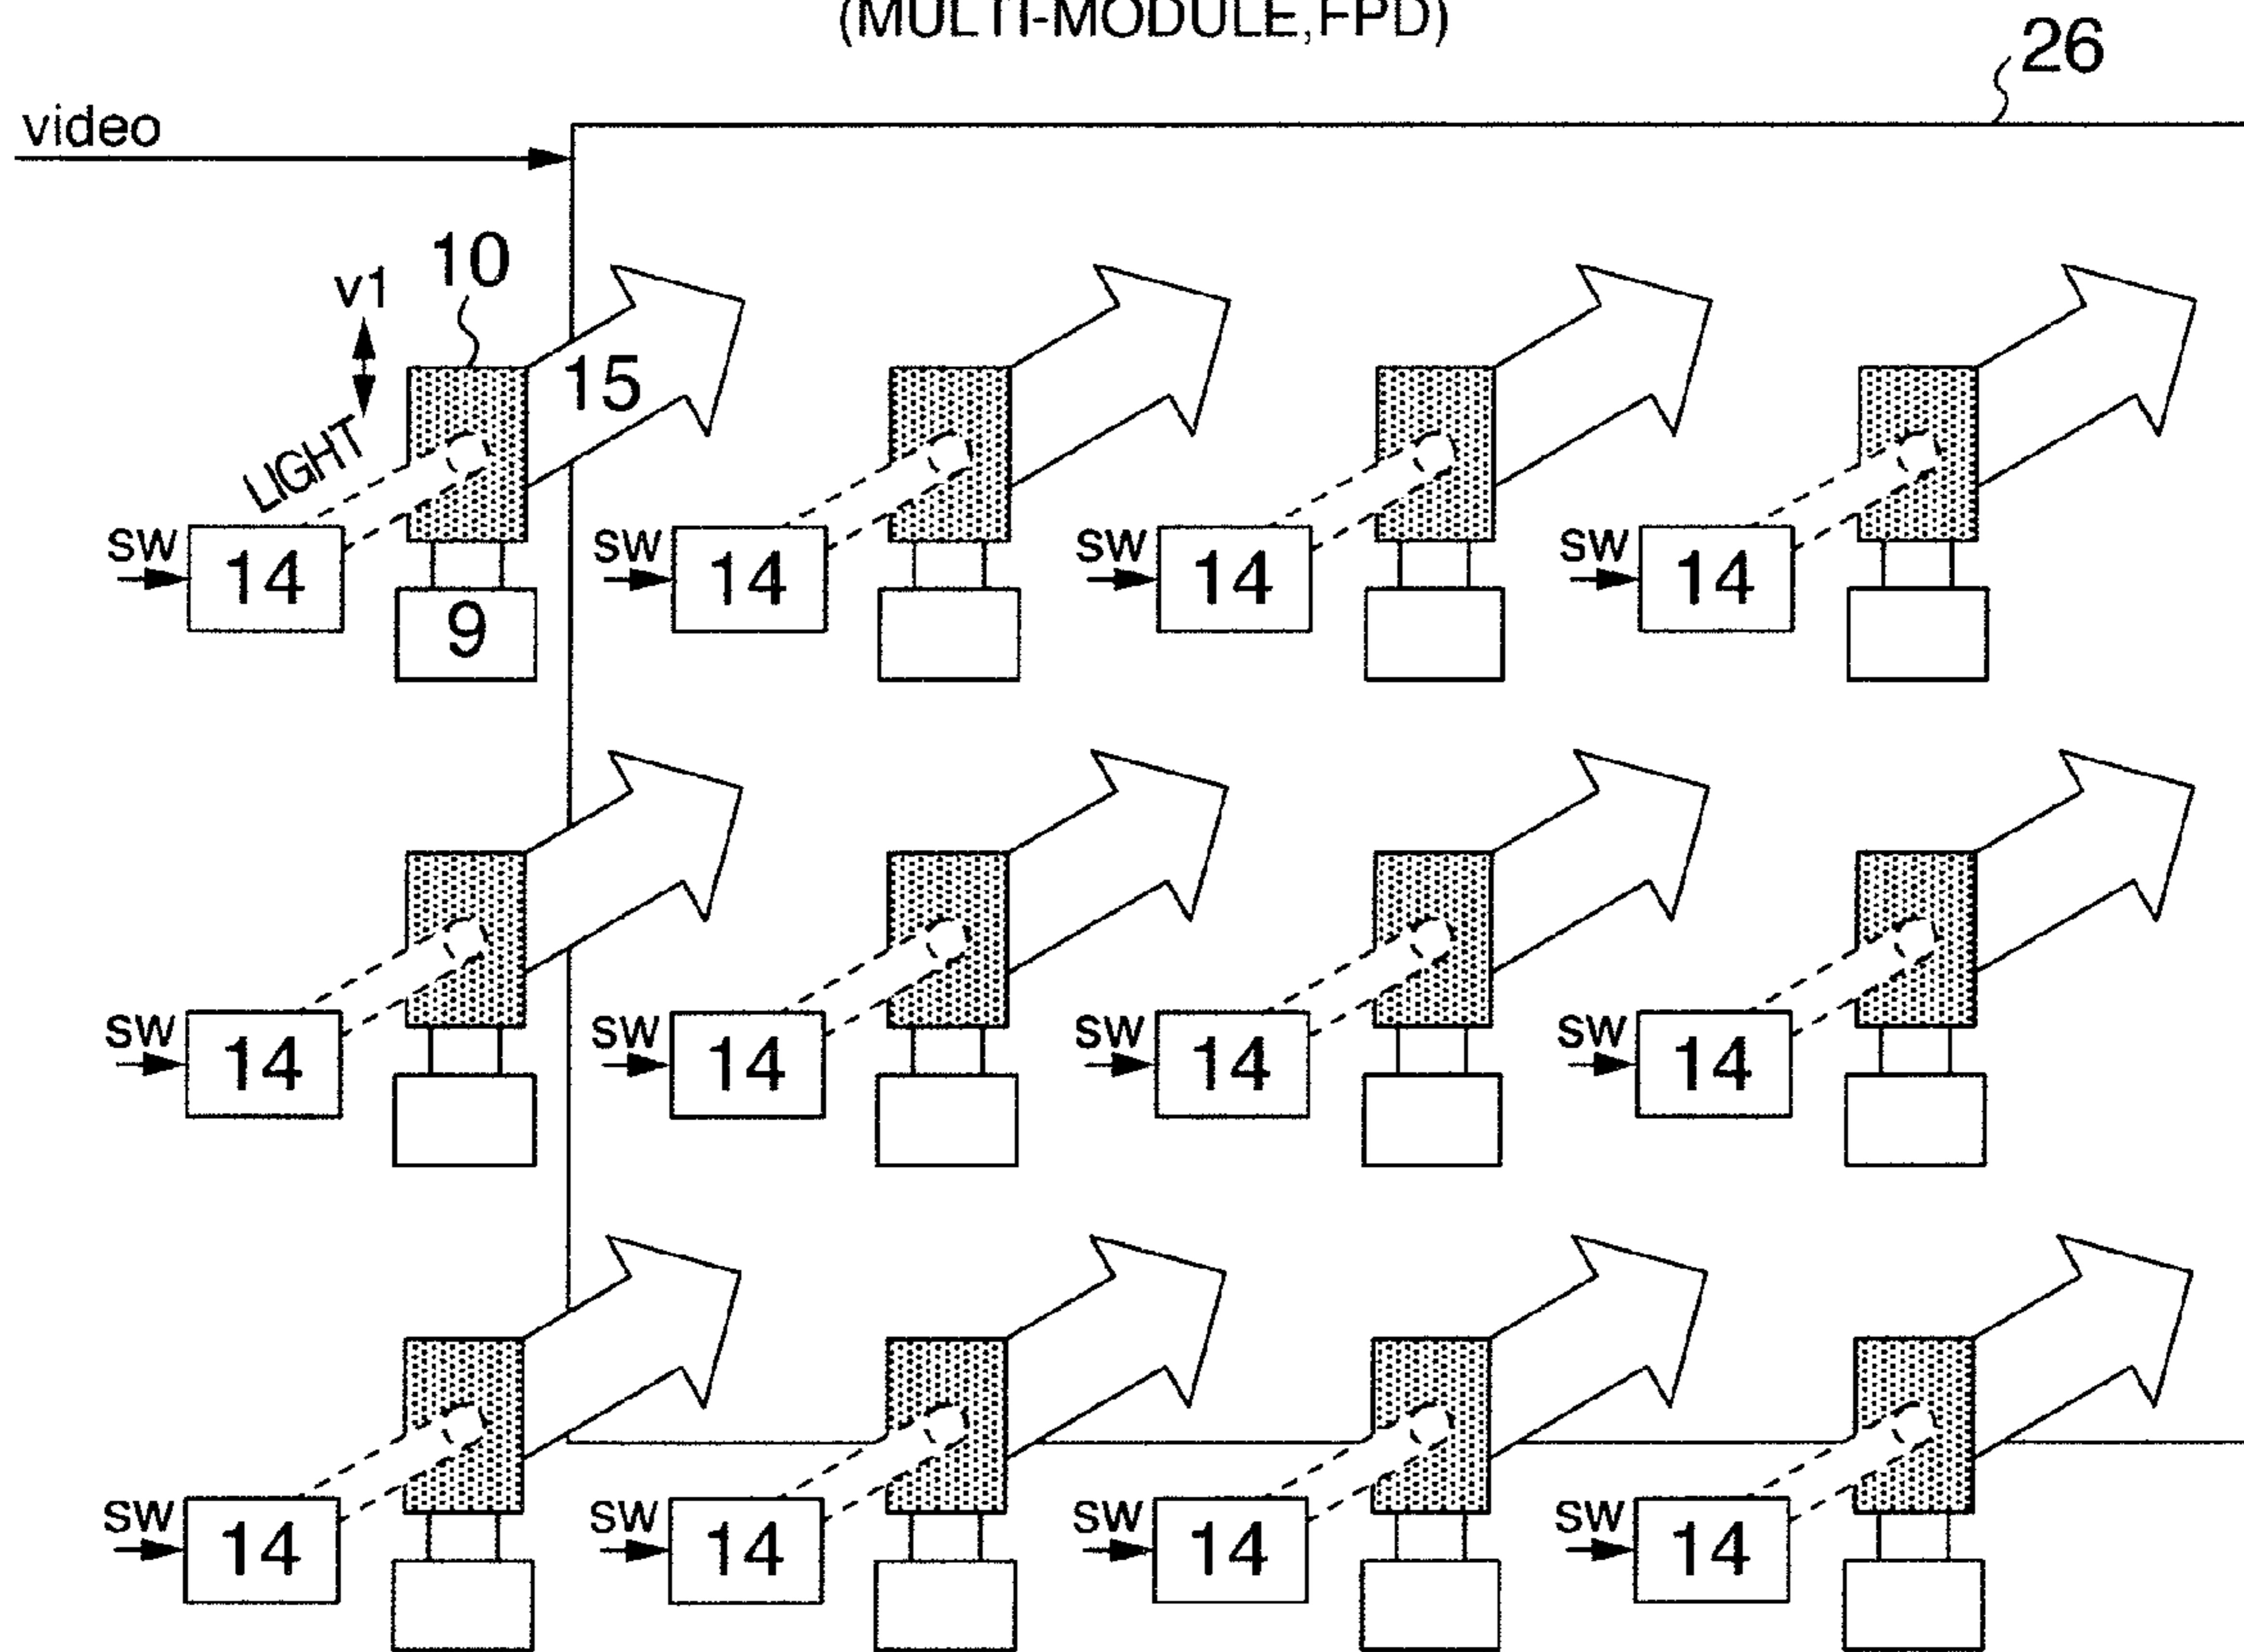 (MULTI-MODULE,FPD)
26
video
v1 10
15
LIGHT
SW 14 SW 14 SW 14 SW 14
9
SW 14 SW 14 SW 14 SW 14
SW 14 SW 14 SW 14 SW 14